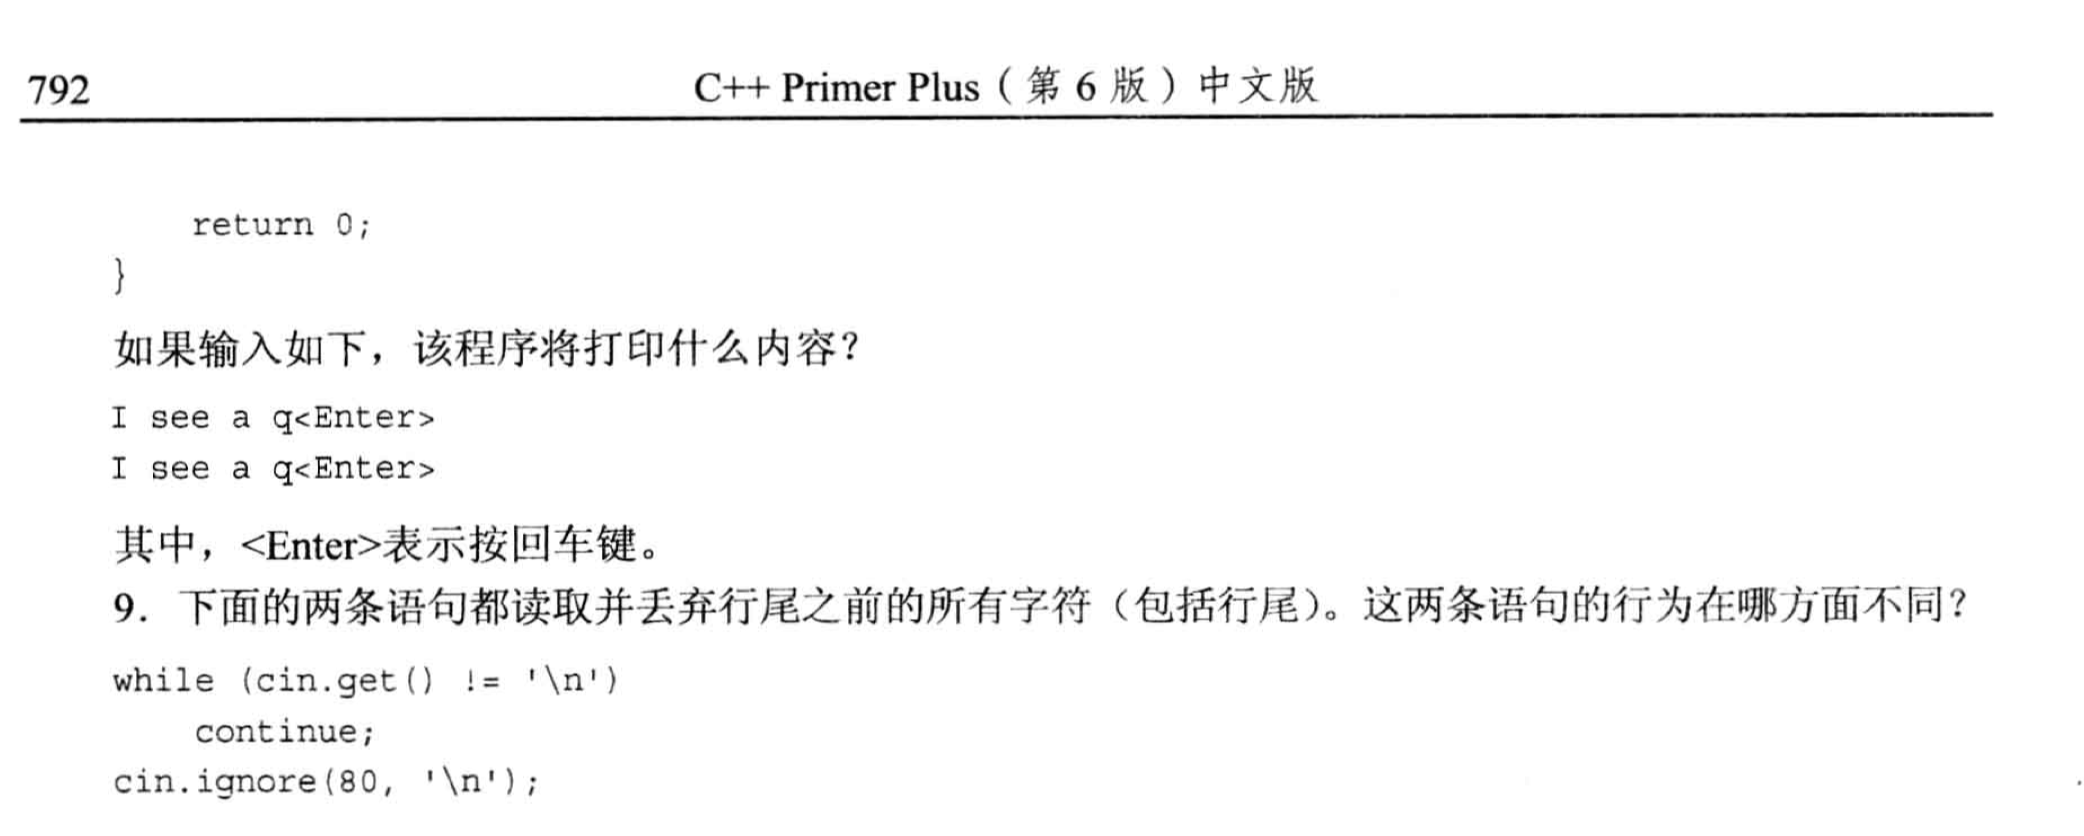 792
C++ Primer Plus（第 6 版）中文版
return 0;
}
如果输入如下，该程序将打印什么内容？
I see a q<Enter>
I see a q<Enter>
其中，<Enter>表示按回车键。
9．下面的两条语句都读取并丢弃行尾之前的所有字符（包括行尾）。这两条语句的行为在哪方面不同？
while (cin.get() != '\n')
continue;
cin.ignore(80, '\n');